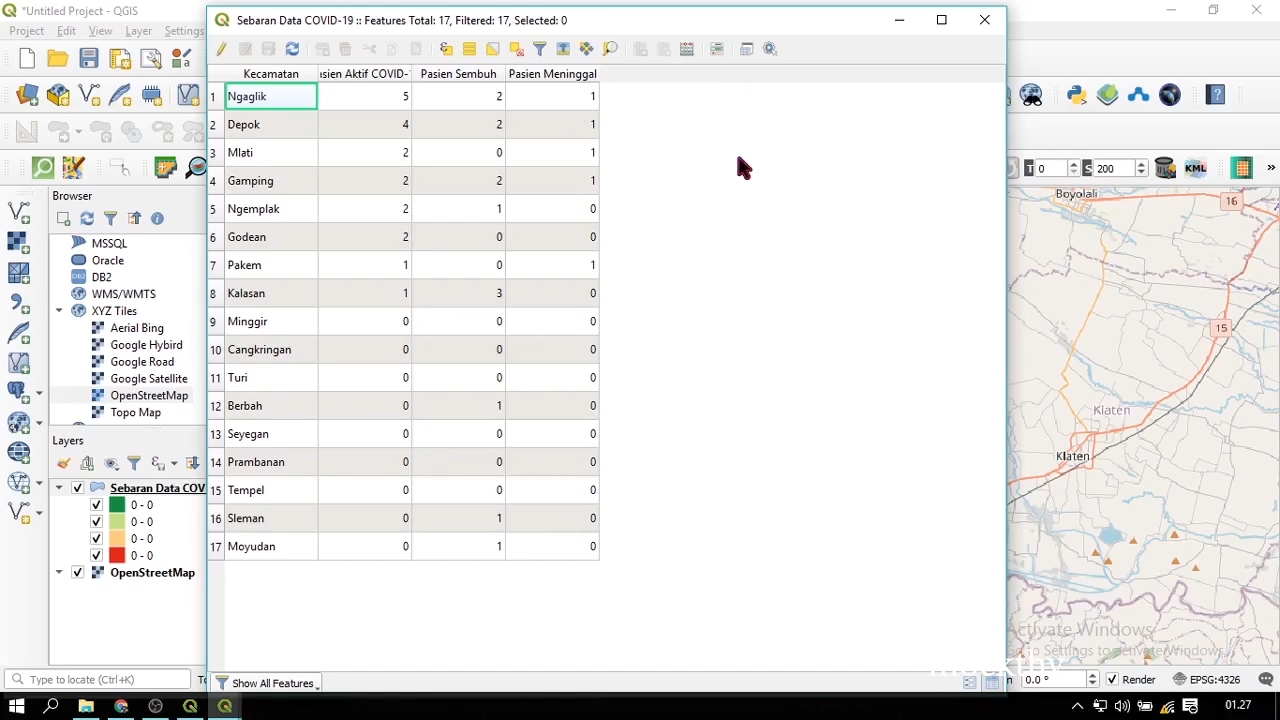 *Untitled Project — QGIS
Project Edit View Layer Settings
Sebaran Data COVID-19 :: Features Total: 17, Filtered: 17, Selected: 0
Kecamatan sien Aktif COVID- Pasien Sembuh Pasien Meninggal
1 Ngaglik 5 2 1
2 Depok 4 2 1
3 Mlati 2 0 1
4 Gamping 2 2 1
5 Ngemplak 2 1 0
6 Godean 2 0 0
7 Pakem 1 0 1
8 Kalasan 1 3 0
9 Minggir 0 0 0
10 Cangkringan 0 0 0
11 Turi 0 0 0
12 Berbah 0 1 0
13 Seyegan 0 0 0
14 Prambanan 0 0 0
15 Tempel 0 0 0
16 Sleman 0 1 0
17 Moyudan 0 1 0
Show All Features
Browser
MSSQL
Oracle
DB2
WMS/WMTS
XYZ Tiles
Aerial Bing
Google Hybird
Google Road
Google Satellite
OpenStreetMap
Topo Map
Layers
Sebaran Data COV
0 - 0
0 - 0
0 - 0
0 - 0
OpenStreetMap
Type to locate (Ctrl+K)
T 0 S 200 KML »
Boyolali
16
15
Klaten
Klaten
Activate Windows
Go to Settings to activate Windows.
0.0 ° Render EPSG:4326
01.27